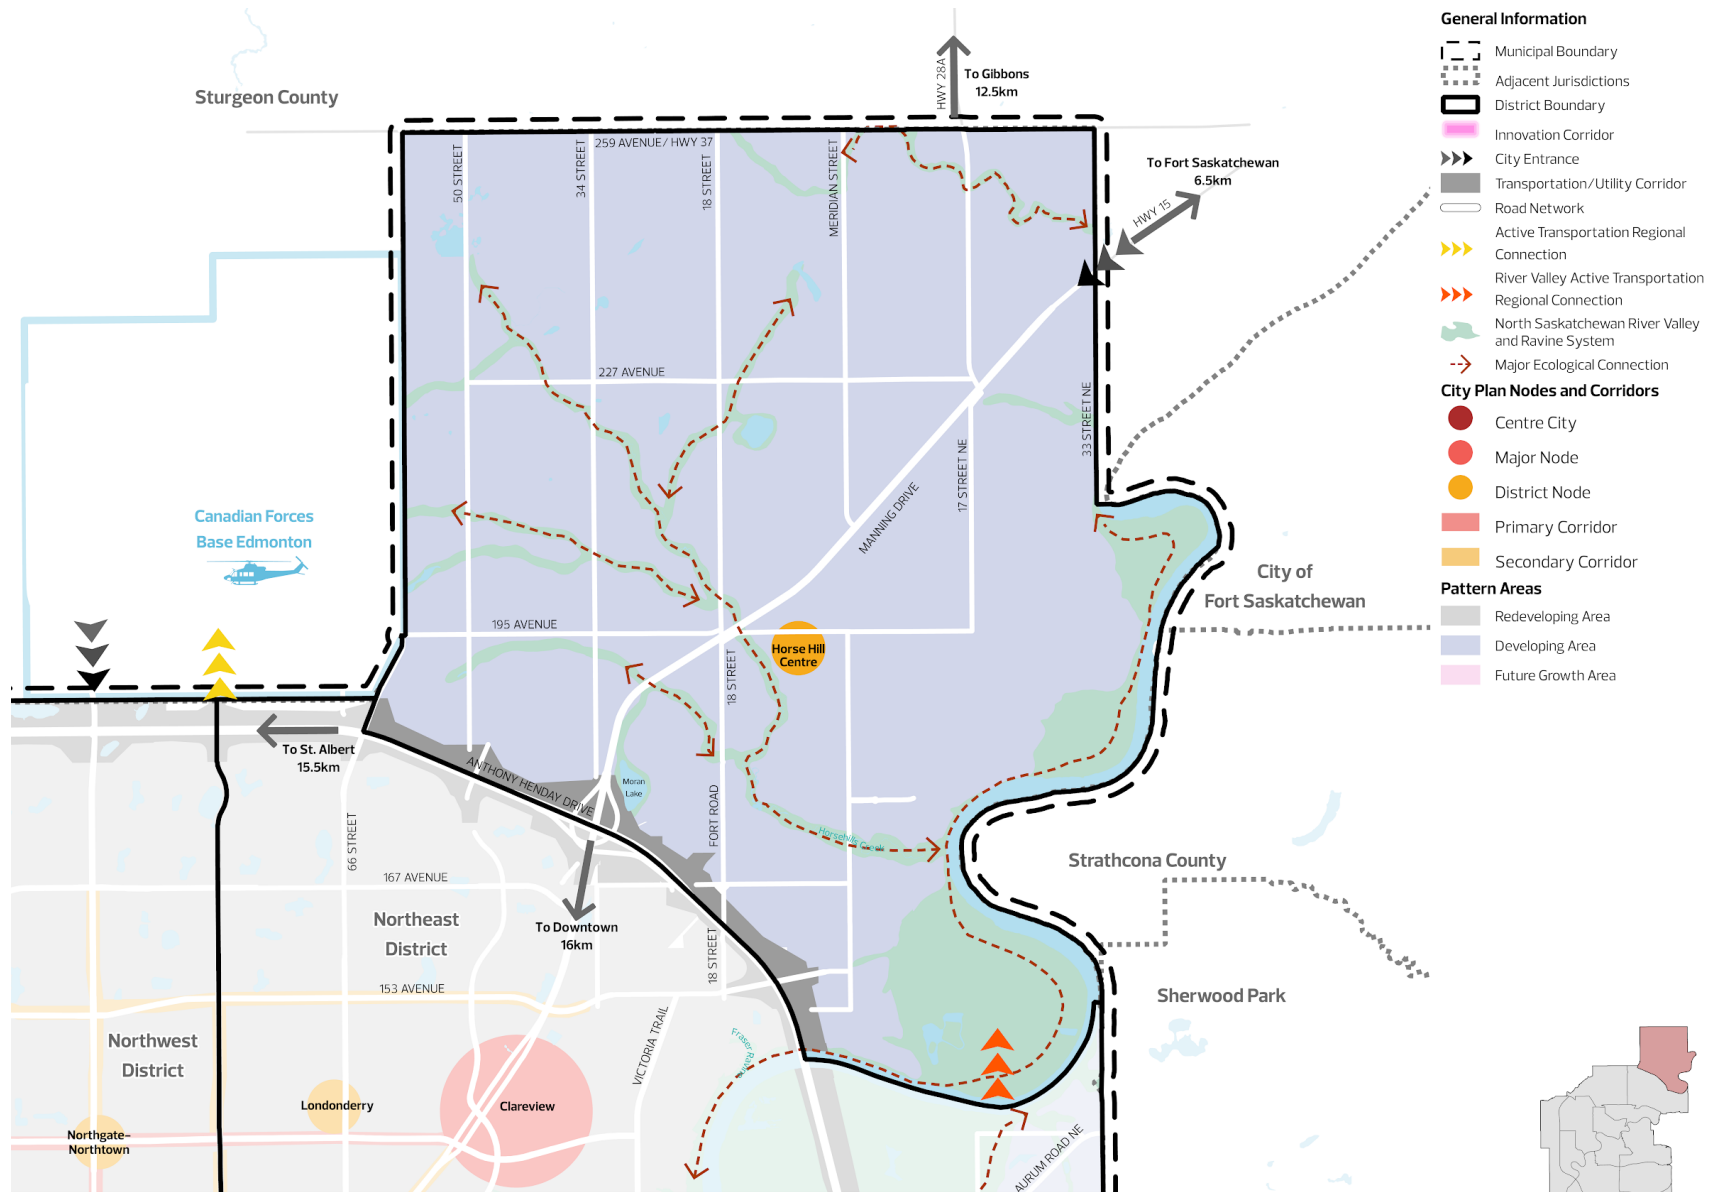 Sturgeon County
HWY 28A
To Gibbons
12.5km
259 AVENUE/ HWY 37
50 STREET
34 STREET
18 STREET
MERIDIAN STREET
To Fort Saskatchewan
6.5km
HWY 15
227 AVENUE
33 STREET NE
17 STREET NE
MANNING DRIVE
Canadian Forces
Base Edmonton
City of
Fort Saskatchewan
195 AVENUE
Horse Hill
Centre
18 STREET
To St. Albert
15.5km
ANTHONY HENDAY DRIVE
Moran
Lake
FORT ROAD
Horsehills Creek
66 STREET
Strathcona County
167 AVENUE
Northeast
District
To Downtown
16km
18 STREET
153 AVENUE
Sherwood Park
Northwest
District
VICTORIA TRAIL
Fraser Ravine
Londonderry
Clareview
Northgate-
Northtown
AURUM ROAD NE
General Information
Municipal Boundary
Adjacent Jurisdictions
District Boundary
Innovation Corridor
City Entrance
Transportation/Utility Corridor
Road Network
Active Transportation Regional
Connection
River Valley Active Transportation
Regional Connection
North Saskatchewan River Valley
and Ravine System
Major Ecological Connection
City Plan Nodes and Corridors
Centre City
Major Node
District Node
Primary Corridor
Secondary Corridor
Pattern Areas
Redeveloping Area
Developing Area
Future Growth Area